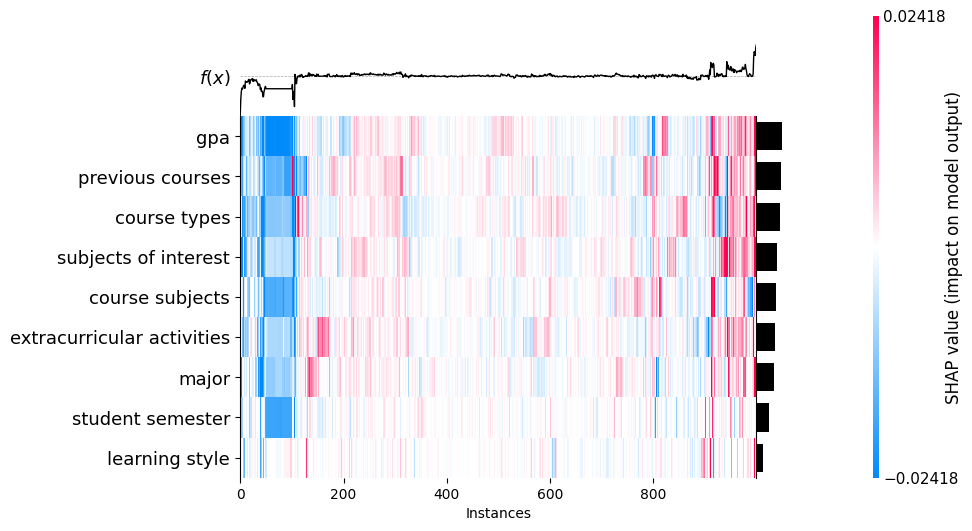 0.02418
f(x)
gpa
previous courses
course types
subjects of interest
course subjects
extracurricular activities
major
student semester
learning style
0
200
400
600
800
Instances
SHAP value (impact on model output)
−0.02418